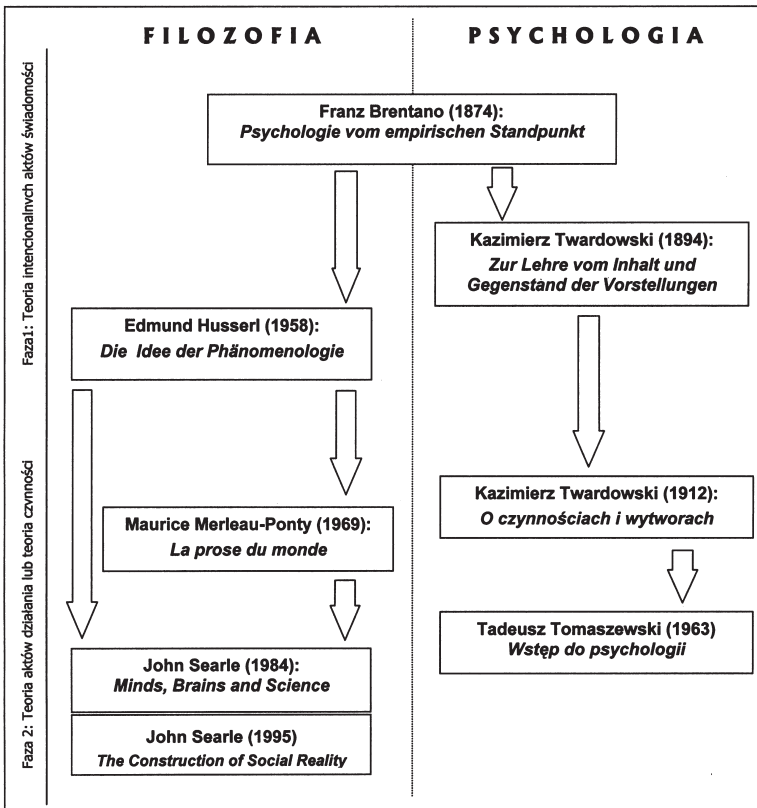 FILOZOFIA
PSYCHOLOGIA
Faza1: Teoria intencjonalnych aktów świadomości
Franz Brentano (1874):
Psychologie vom empirischen Standpunkt
Kazimierz Twardowski (1894):
Zur Lehre vom Inhalt und
Gegenstand der Vorstellungen
Edmund Husserl (1958):
Die Idee der Phänomenologie
Faza 2: Teoria aktów działania lub teoria czynności
Kazimierz Twardowski (1912):
O czynnościach i wytworach
Maurice Merleau-Ponty (1969):
La prose du monde
Tadeusz Tomaszewski (1963)
Wstęp do psychologii
John Searle (1984):
Minds, Brains and Science
John Searle (1995)
The Construction of Social Reality